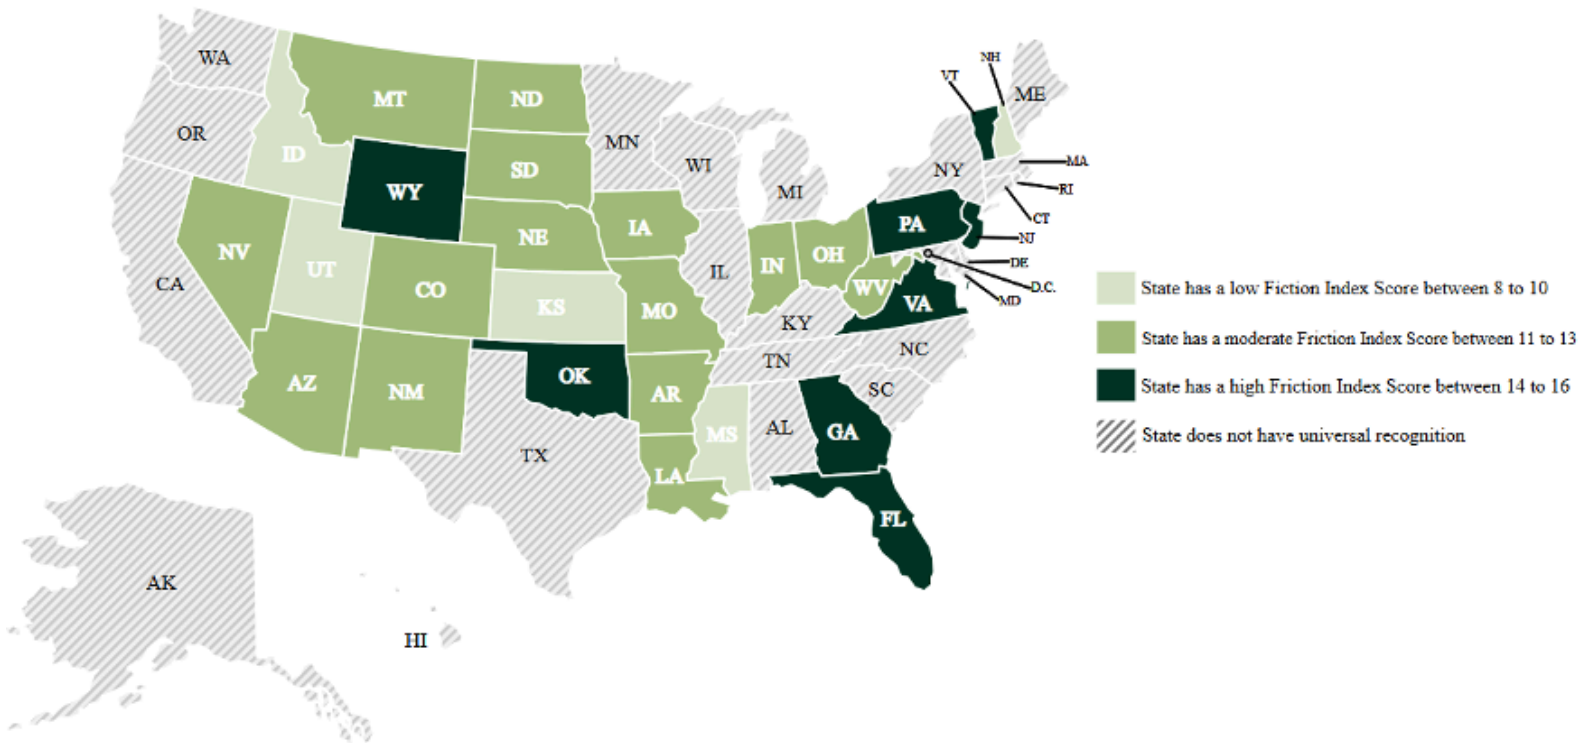 WA
MT
ND
MN
VT
NH
ME
OR
ID
SD
WI
MI
NY
MA
WY
RI
CT
NE
IA
PA
NJ
NV
UT
CO
IL
IN
OH
DE
D.C.
MD
CA
KS
MO
WV
VA
KY
AZ
NM
OK
AR
TN
NC
SC
TX
LA
MS
AL
GA
FL
AK
HI
State has a low Fiction Index Score between 8 to 10
State has a moderate Friction Index Score between 11 to 13
State has a high Friction Index Score between 14 to 16
State does not have universal recognition